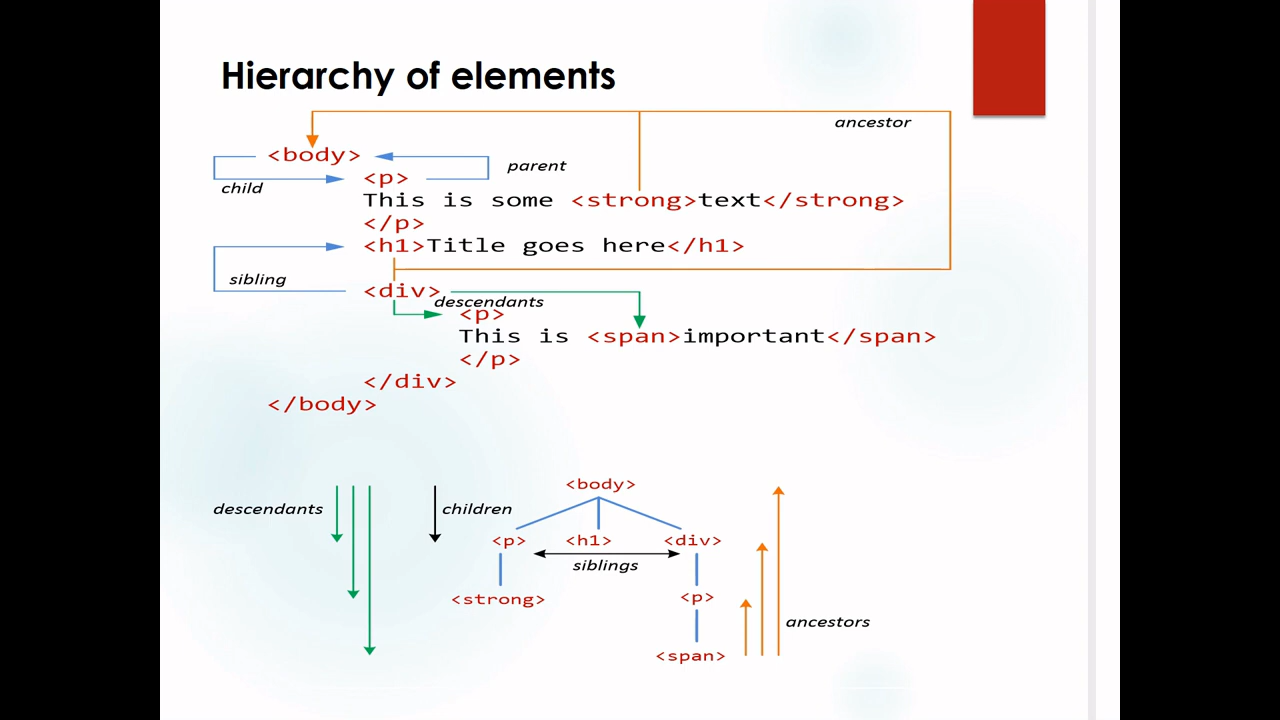 Hierarchy of elements
ancestor
<body>
parent
<p>
child
This is some <strong>text</strong>
</p>
<h1>Title goes here</h1>
sibling
<div>
descendants
<p>
This is <span>important</span>
</p>
</div>
</body>
<body>
descendants
children
<p> <h1> <div>
siblings
<strong>
<p>
ancestors
<span>